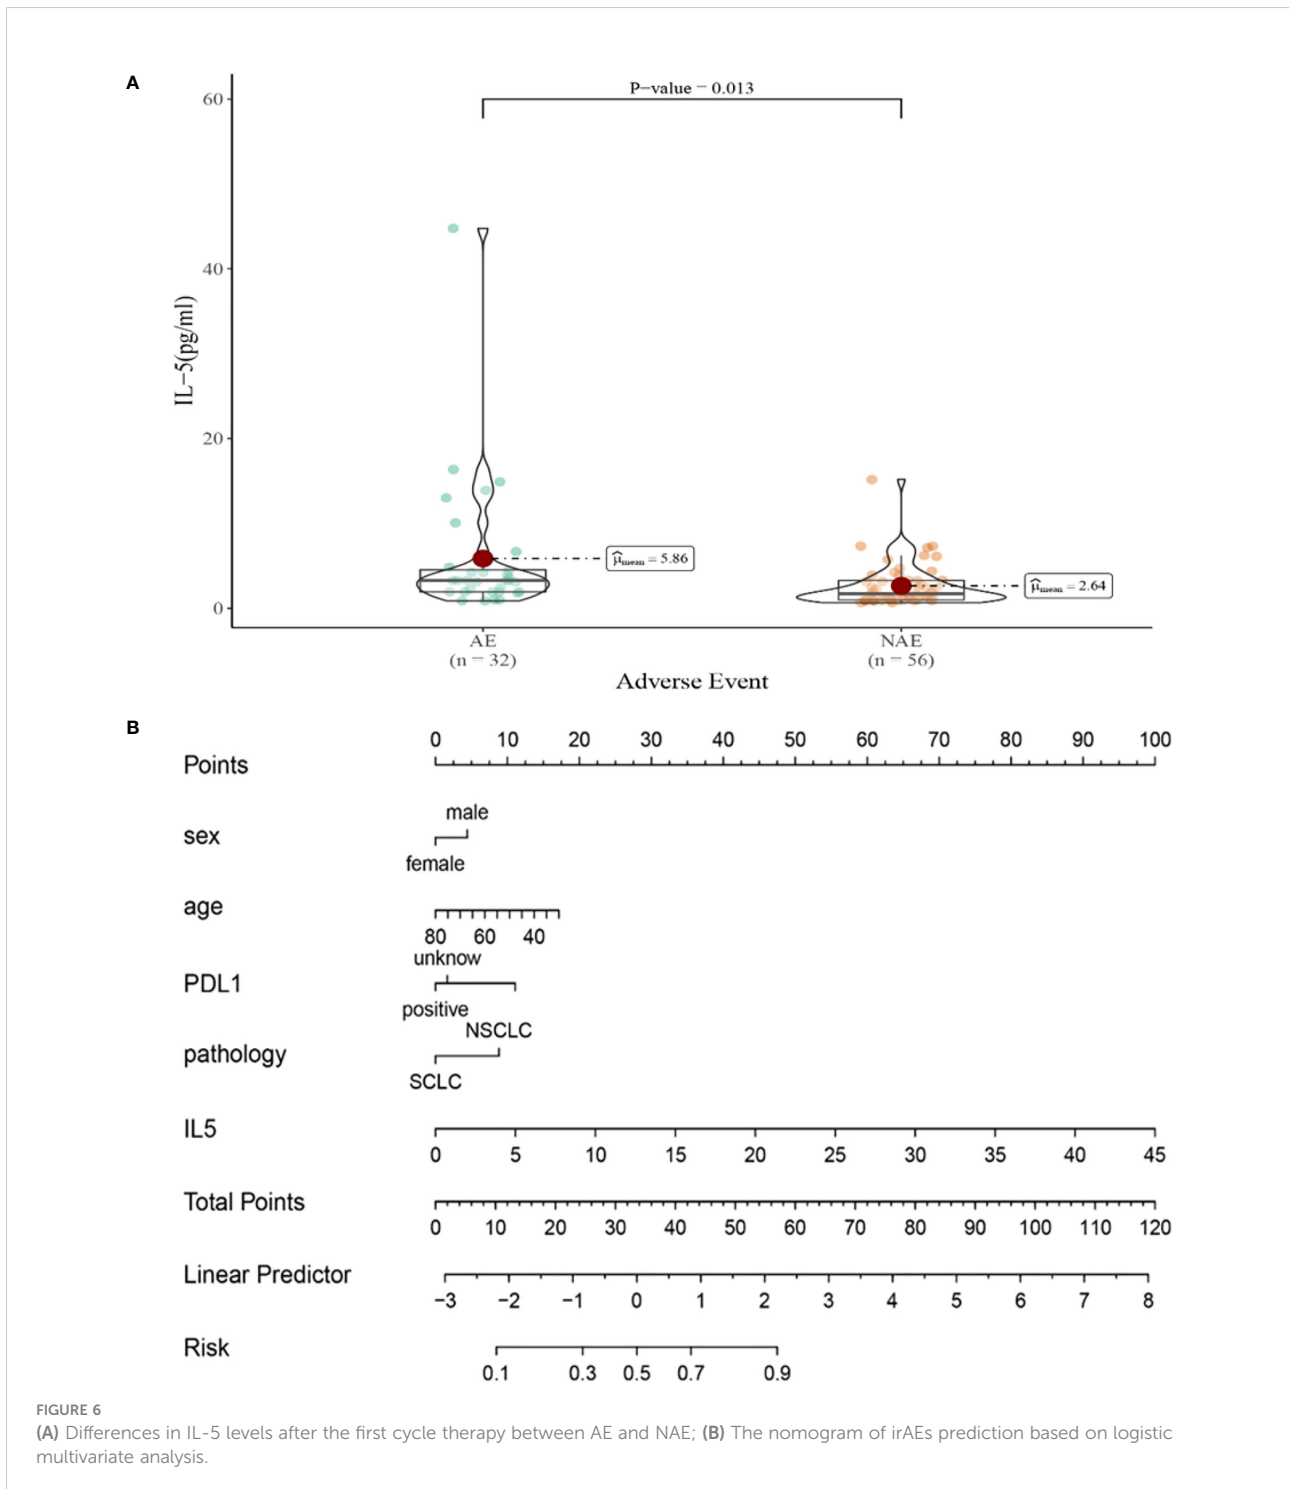 A
P-value = 0.013
60
40
20
0
IL-5(pg/ml)
μ̂mean = 5.86
μ̂mean = 2.64
AE
(n = 32)
NAE
(n = 56)
Adverse Event
B
Points
0 10 20 30 40 50 60 70 80 90 100
sex
male
female
age
80 60 40
PDL1
unknow
positive
pathology
NSCLC
SCLC
IL5
0 5 10 15 20 25 30 35 40 45
Total Points
0 10 20 30 40 50 60 70 80 90 100 110 120
Linear Predictor
−3 −2 −1 0 1 2 3 4 5 6 7 8
Risk
0.1 0.3 0.5 0.7 0.9
FIGURE 6
(A) Differences in IL-5 levels after the first cycle therapy between AE and NAE; (B) The nomogram of irAEs prediction based on logistic
multivariate analysis.